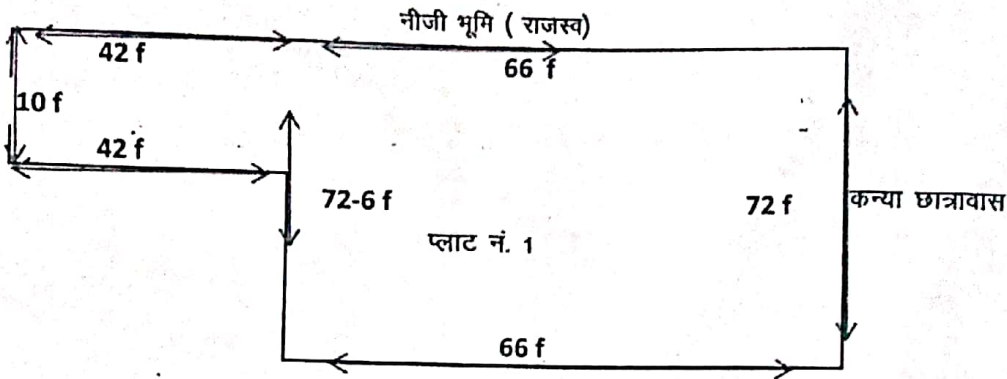 नीजी भूमि ( राजस्व)
42 f
66 f
10 f
42 f
72-6 f
72 f
कन्या छात्रावास
प्लाट नं. 1
66 f